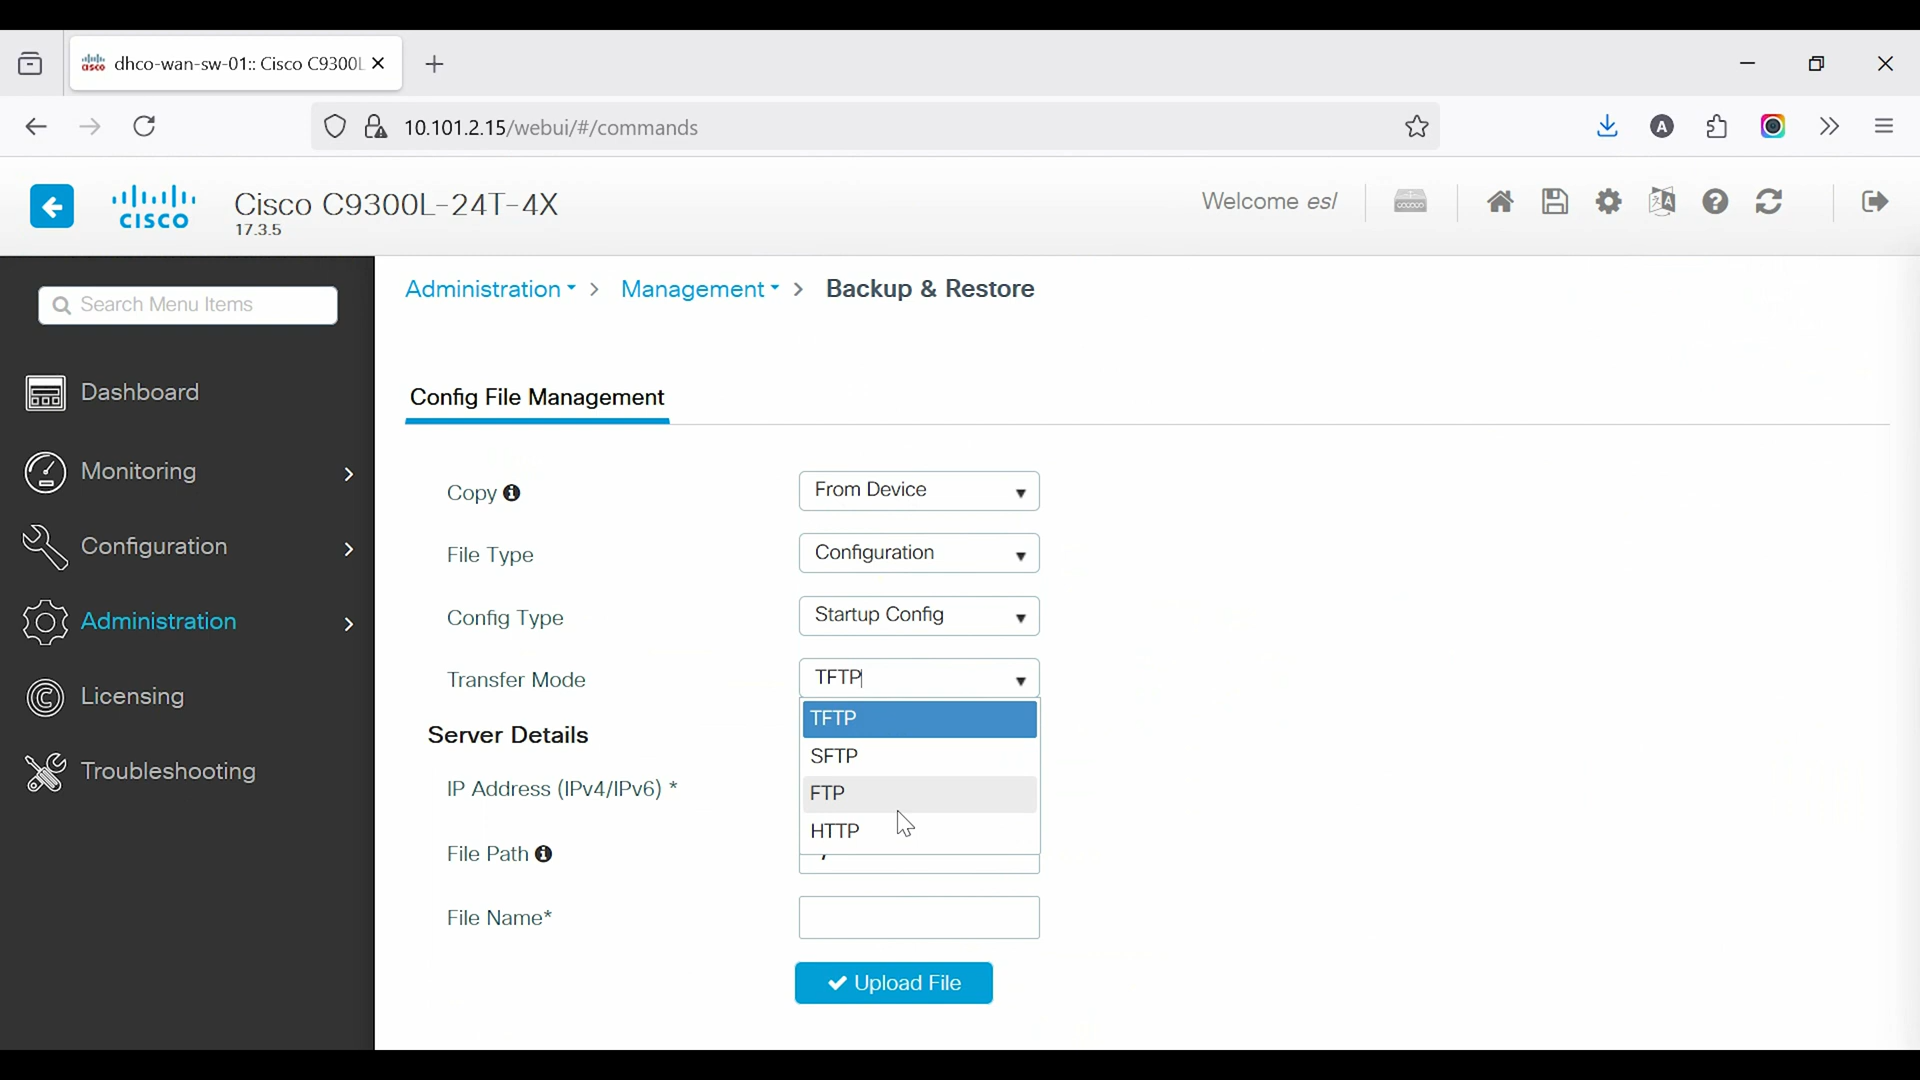 dhco-wan-sw-01:: Cisco C9300L
10.101.2.15/webui/#/commands
A
CISCO
Cisco C9300L-24T-4X
17.3.5
Welcome esl
Search Menu Items
Dashboard
Monitoring
Configuration
Administration
Licensing
Troubleshooting
Administration > Management > Backup & Restore
Config File Management
Copy From Device
File Type Configuration
Config Type Startup Config
Transfer Mode TFTP
TFTP
Server Details
SFTP
IP Address (IPv4/IPv6) * FTP
HTTP
File Path
File Name*
Upload File